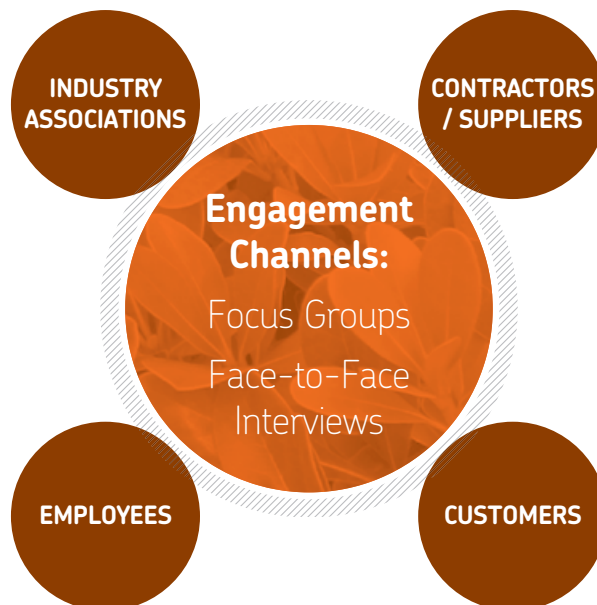 INDUSTRY
ASSOCIATIONS
CONTRACTORS
/ SUPPLIERS
Engagement
Channels:
Focus Groups
Face-to-Face
Interviews
EMPLOYEES
CUSTOMERS